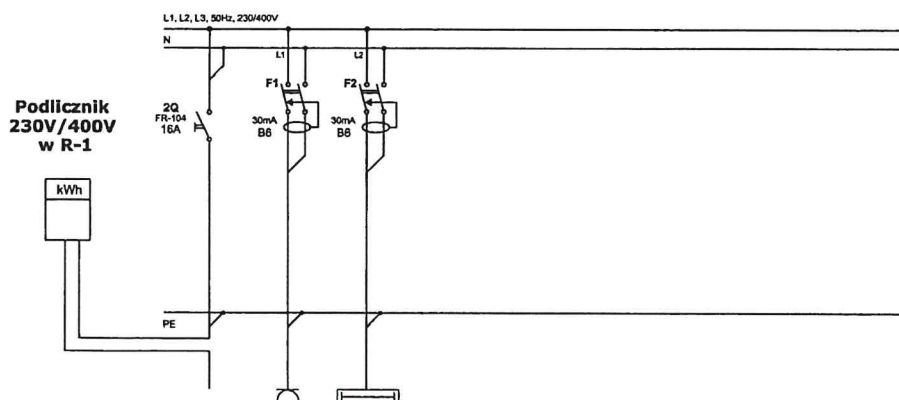 L1, L2, L3, 50Hz, 230/400V
N
L1
L2
F1
F2
Podlicznik
230V/400V
w R-1
2Q
FR-104
16A
30mA
B6
30mA
B6
kWh
PE